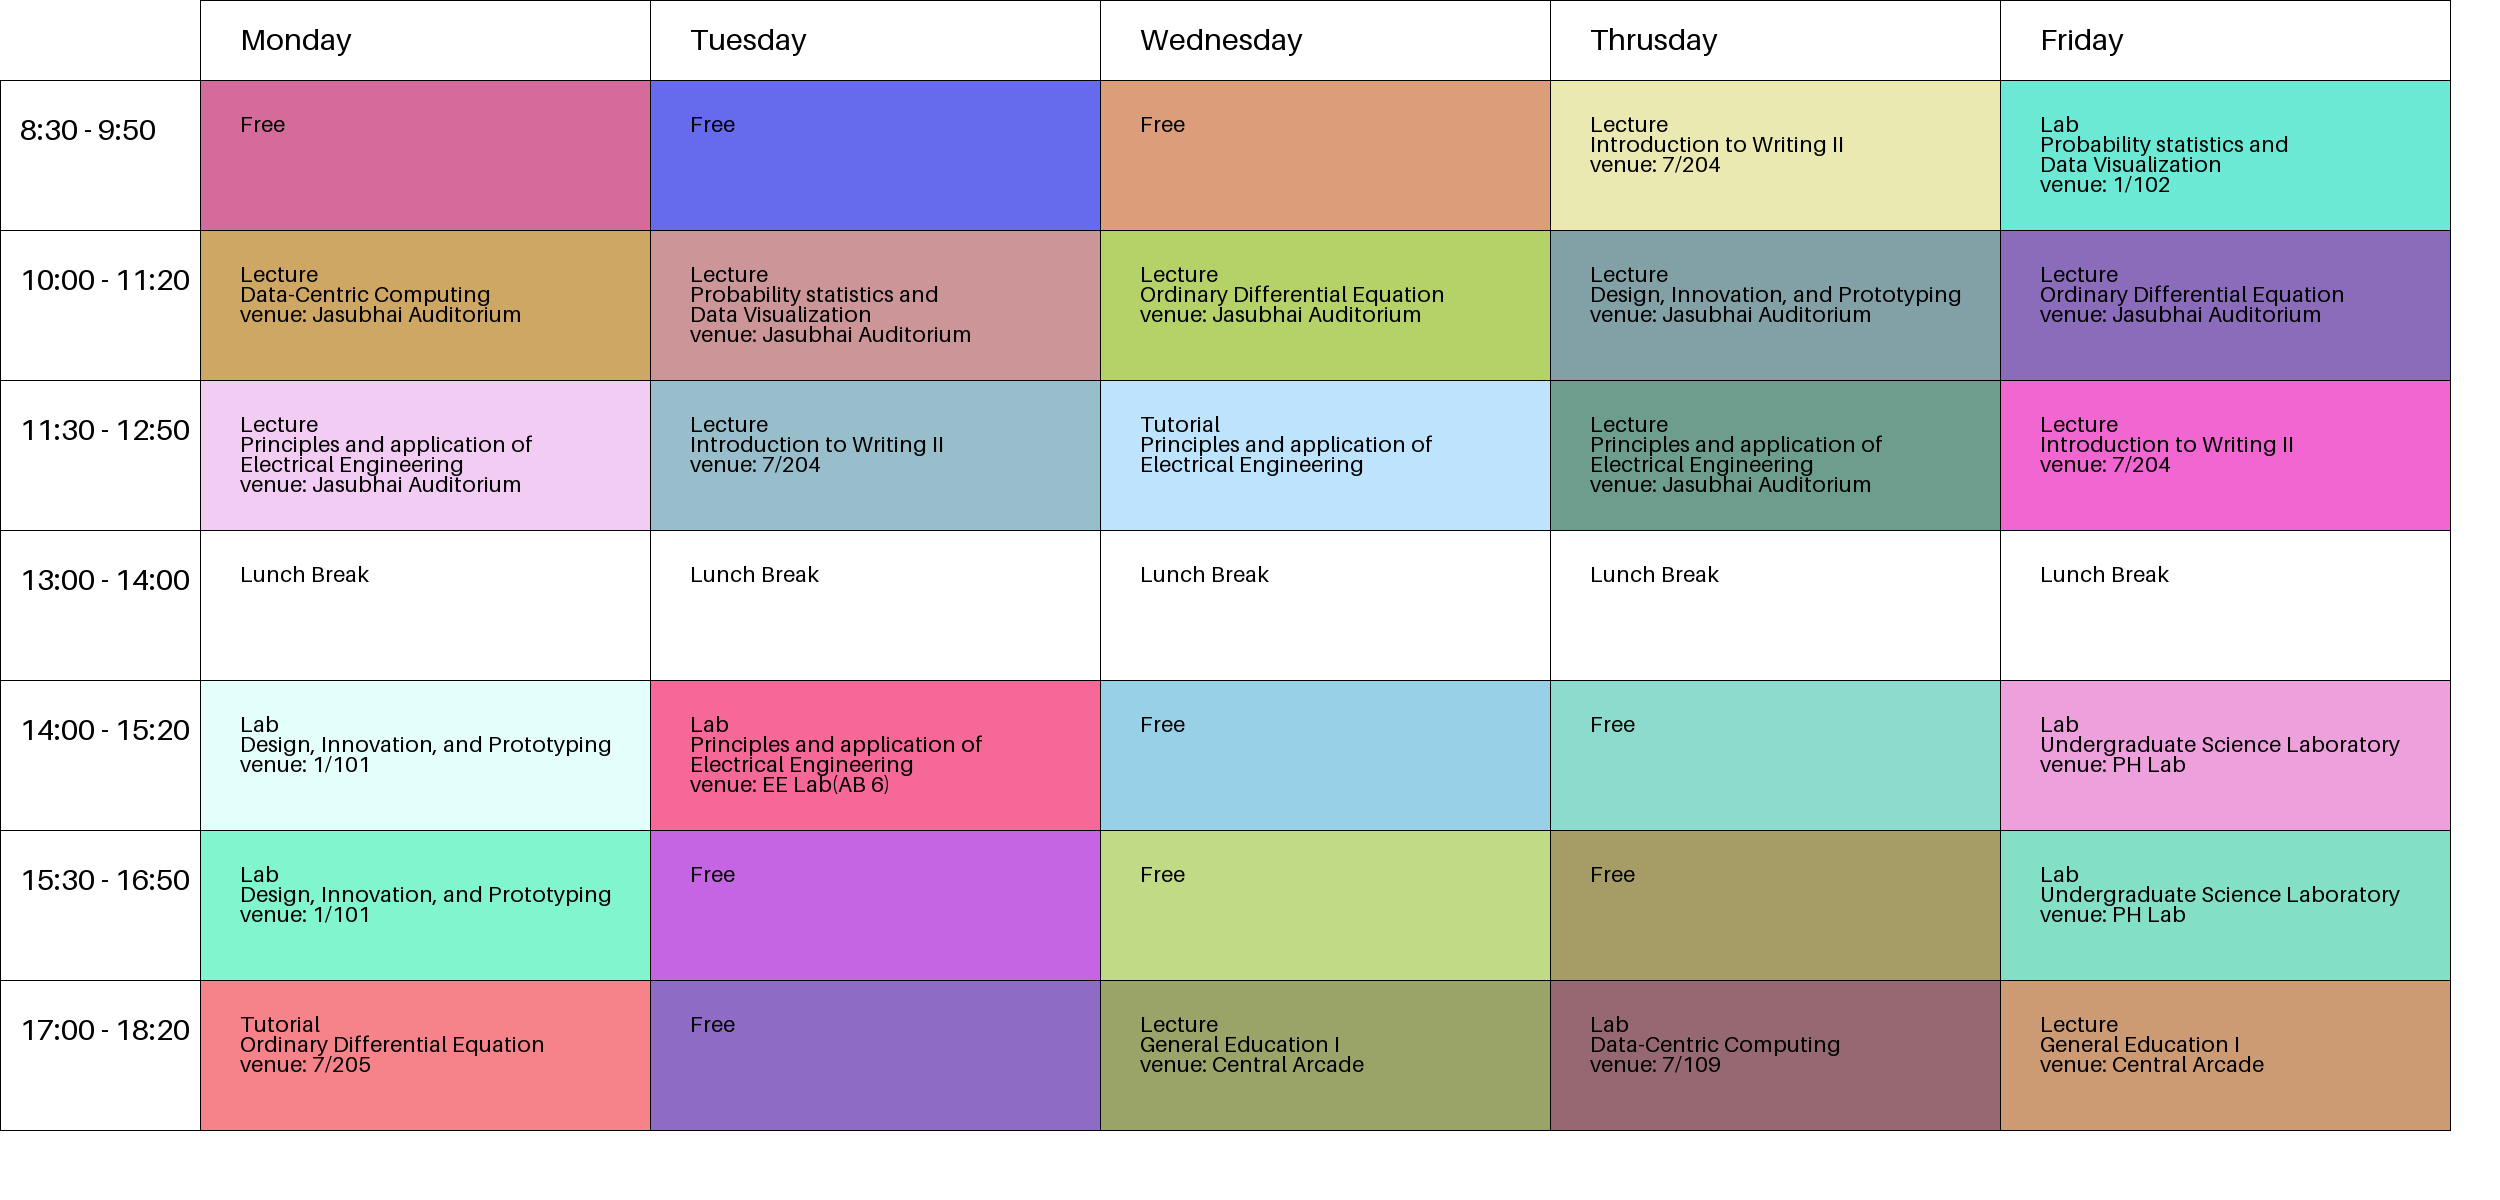 Monday
Tuesday
Wednesday
Thrusday
Friday
8:30 - 9:50
Free
Free
Free
Lecture
Introduction to Writing II
venue: 7/204
Lab
Probability statistics and
Data Visualization
venue: 1/102
10:00 - 11:20
Lecture
Data-Centric Computing
venue: Jasubhai Auditorium
Lecture
Probability statistics and
Data Visualization
venue: Jasubhai Auditorium
Lecture
Ordinary Differential Equation
venue: Jasubhai Auditorium
Lecture
Design, Innovation, and Prototyping
venue: Jasubhai Auditorium
Lecture
Ordinary Differential Equation
venue: Jasubhai Auditorium
11:30 - 12:50
Lecture
Principles and application of
Electrical Engineering
venue: Jasubhai Auditorium
Lecture
Introduction to Writing II
venue: 7/204
Tutorial
Principles and application of
Electrical Engineering
Lecture
Principles and application of
Electrical Engineering
venue: Jasubhai Auditorium
Lecture
Introduction to Writing II
venue: 7/204
13:00 - 14:00
Lunch Break
Lunch Break
Lunch Break
Lunch Break
Lunch Break
14:00 - 15:20
Lab
Design, Innovation, and Prototyping
venue: 1/101
Lab
Principles and application of
Electrical Engineering
venue: EE Lab(AB 6)
Free
Free
Lab
Undergraduate Science Laboratory
venue: PH Lab
15:30 - 16:50
Lab
Design, Innovation, and Prototyping
venue: 1/101
Free
Free
Free
Lab
Undergraduate Science Laboratory
venue: PH Lab
17:00 - 18:20
Tutorial
Ordinary Differential Equation
venue: 7/205
Free
Lecture
General Education I
venue: Central Arcade
Lab
Data-Centric Computing
venue: 7/109
Lecture
General Education I
venue: Central Arcade